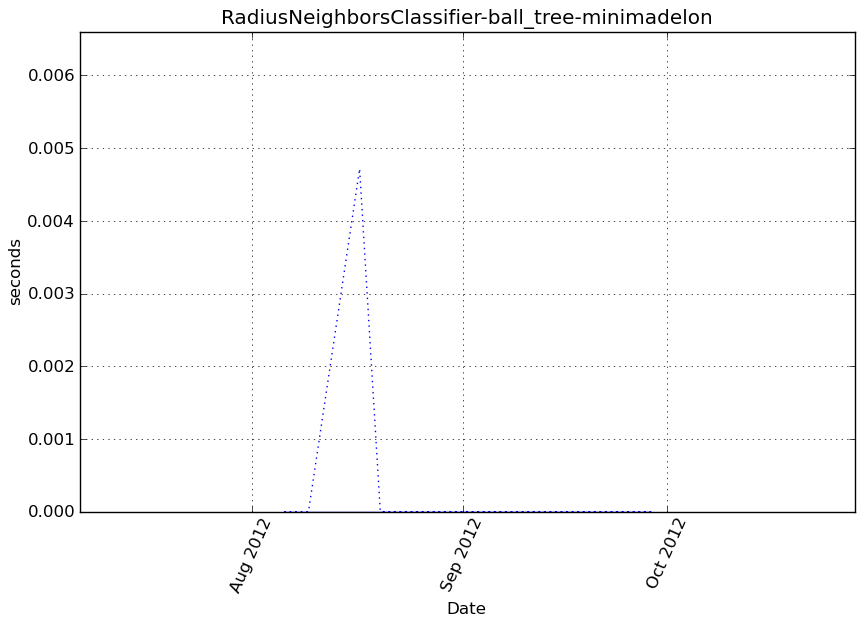 RadiusNeighborsClassifier-ball_tree-minimadelon
0.006
0.005
0.004
0.003
0.002
0.001
0.000
seconds
Aug 2012
Sep 2012
Oct 2012
Date